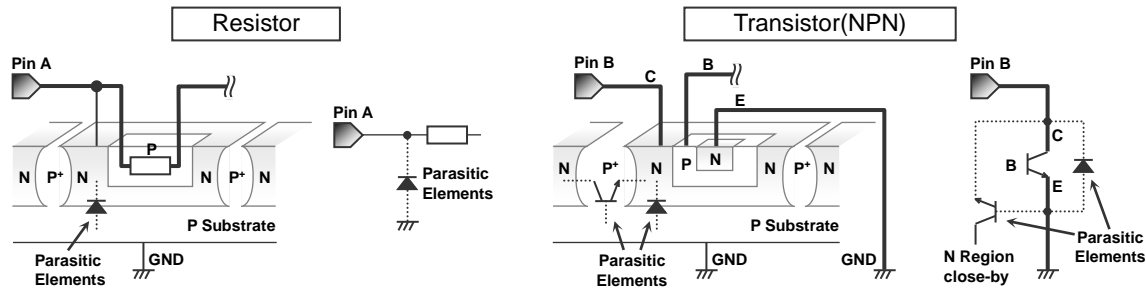 Resistor
Transistor(NPN)
Pin A
Pin B
C
B
E
Pin B
Pin A
C
B
E
P
N
P+
N
N
P+
N
N
P+
N
P
N
N
P+
N
Parasitic
Elements
P Substrate
P Substrate
Parasitic
Elements
GND
Parasitic
Elements
GND
GND
N Region
close-by
Parasitic
Elements